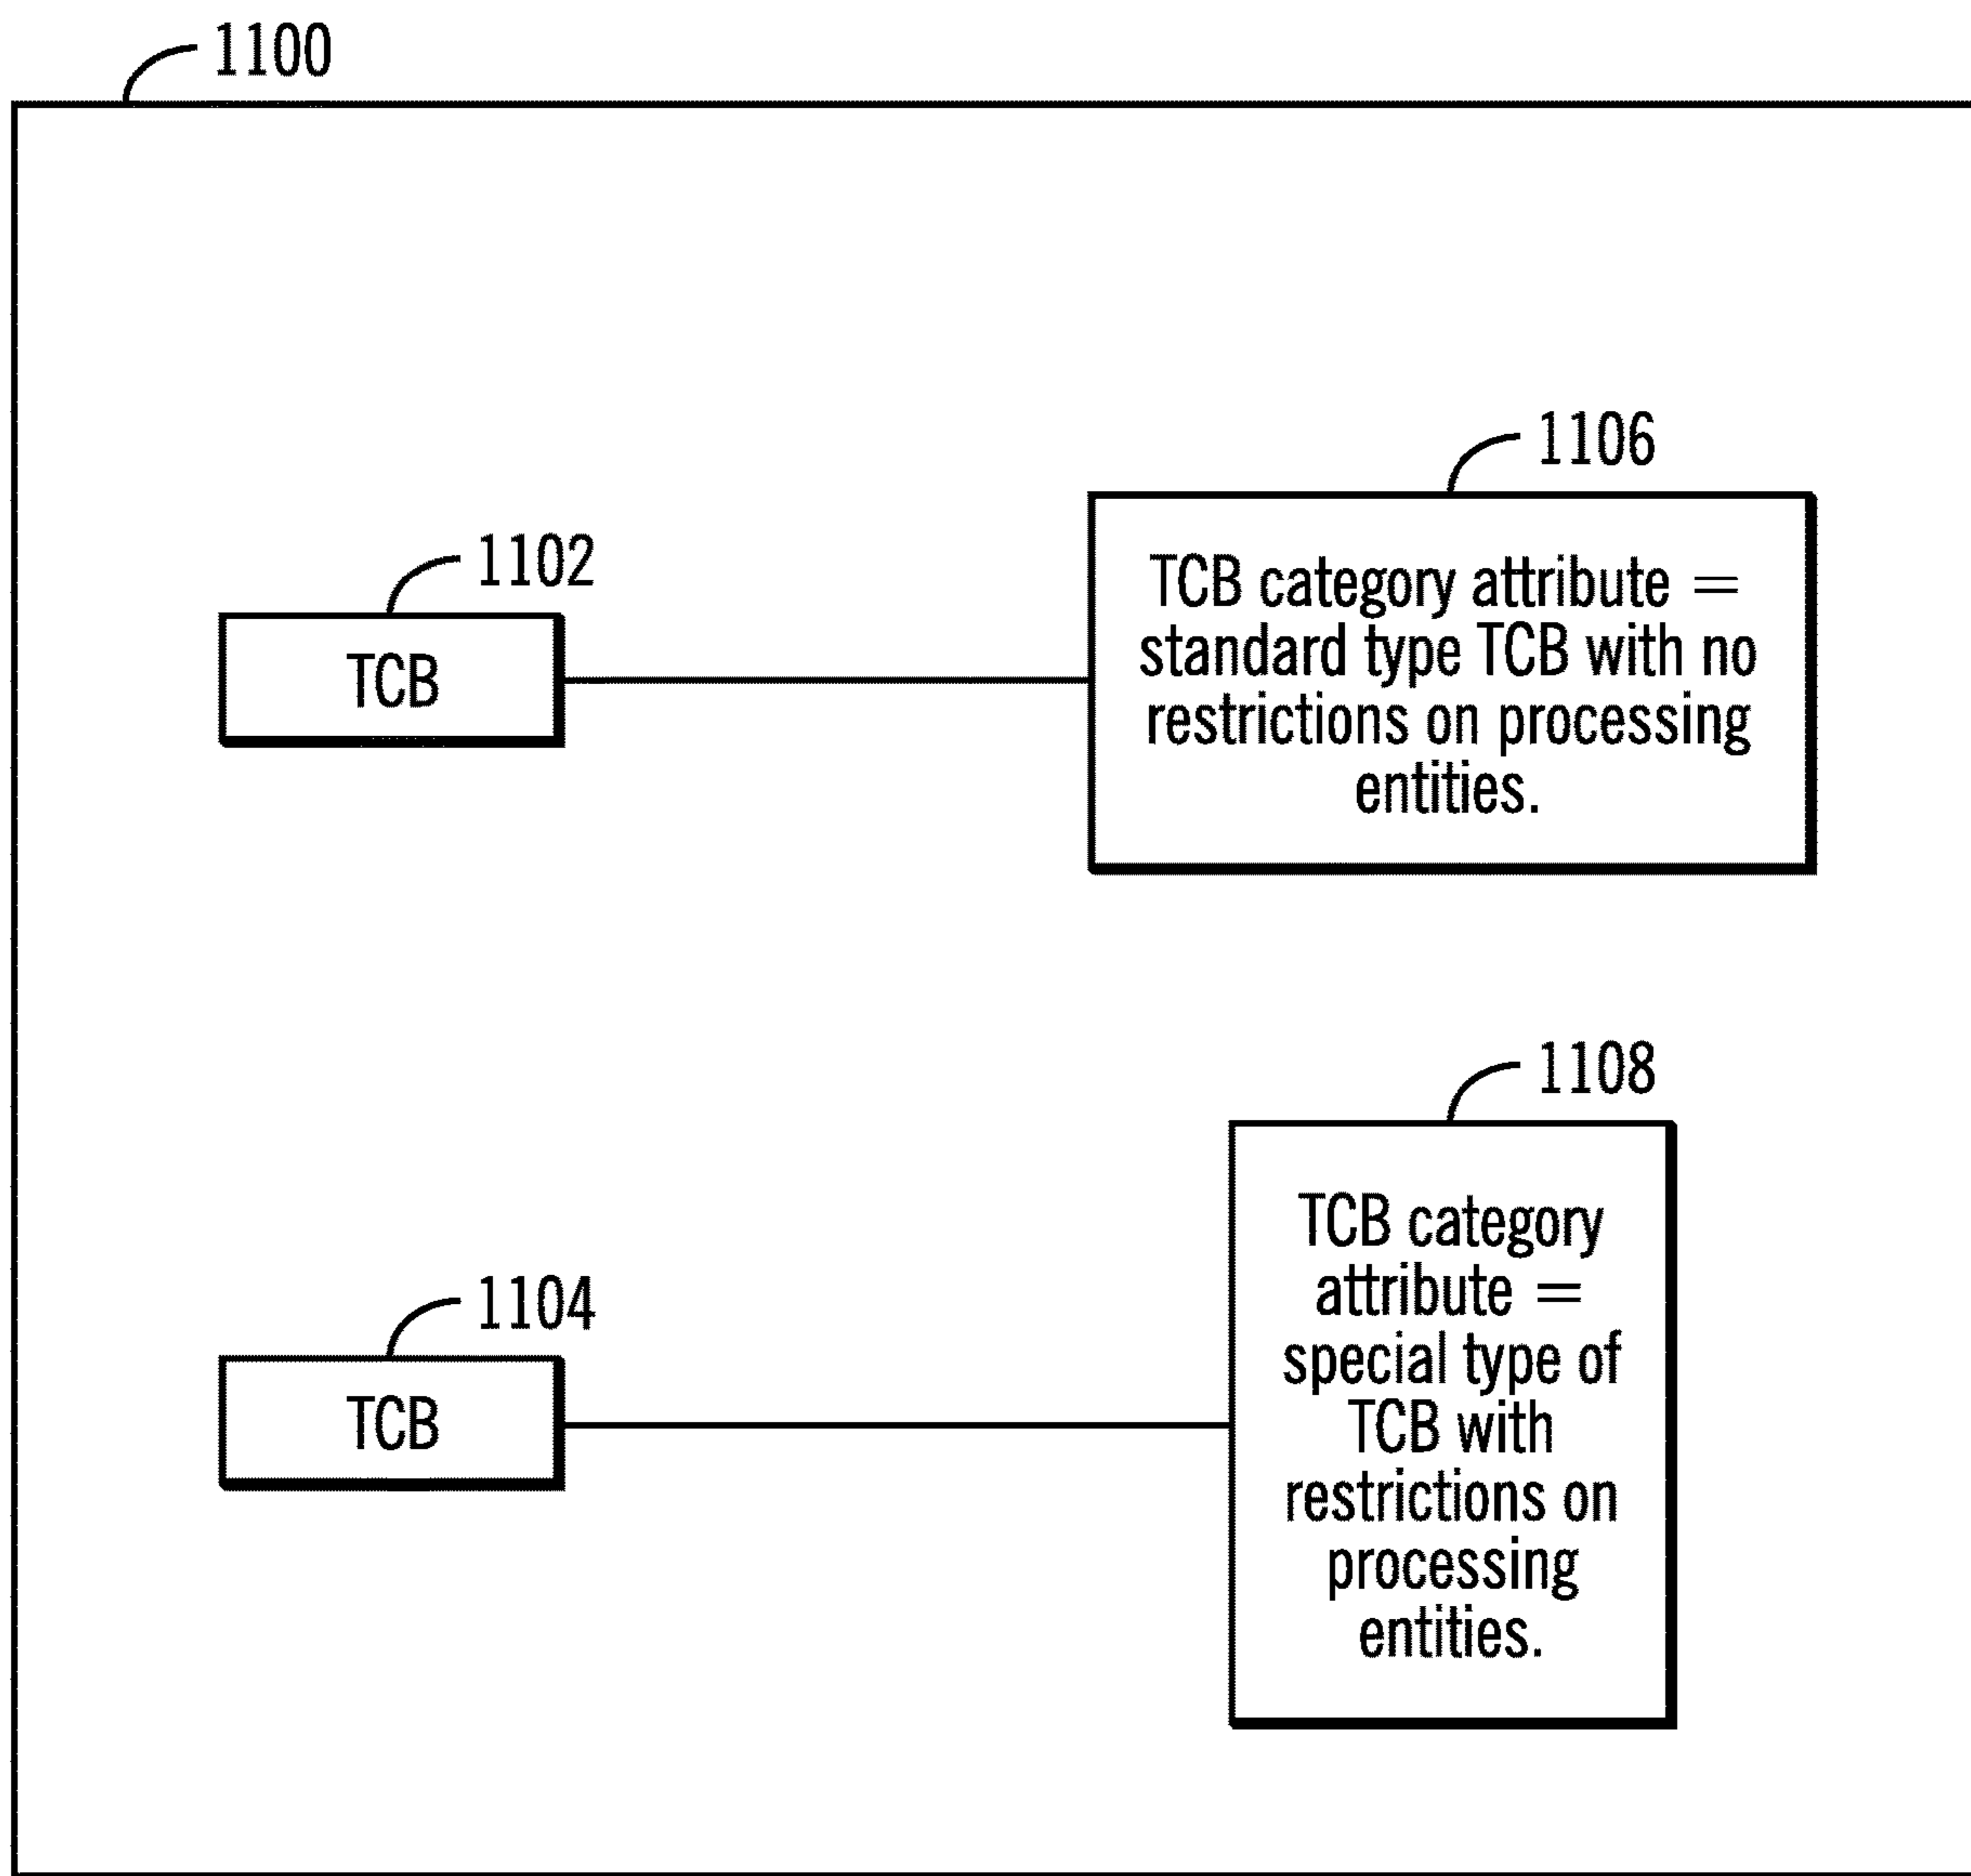 1100
1106
TCB category attribute =
standard type TCB with no
restrictions on processing
entities.
1102
TCB
1108
TCB category
attribute =
special type of
TCB with
restrictions on
processing
entities.
1104
TCB